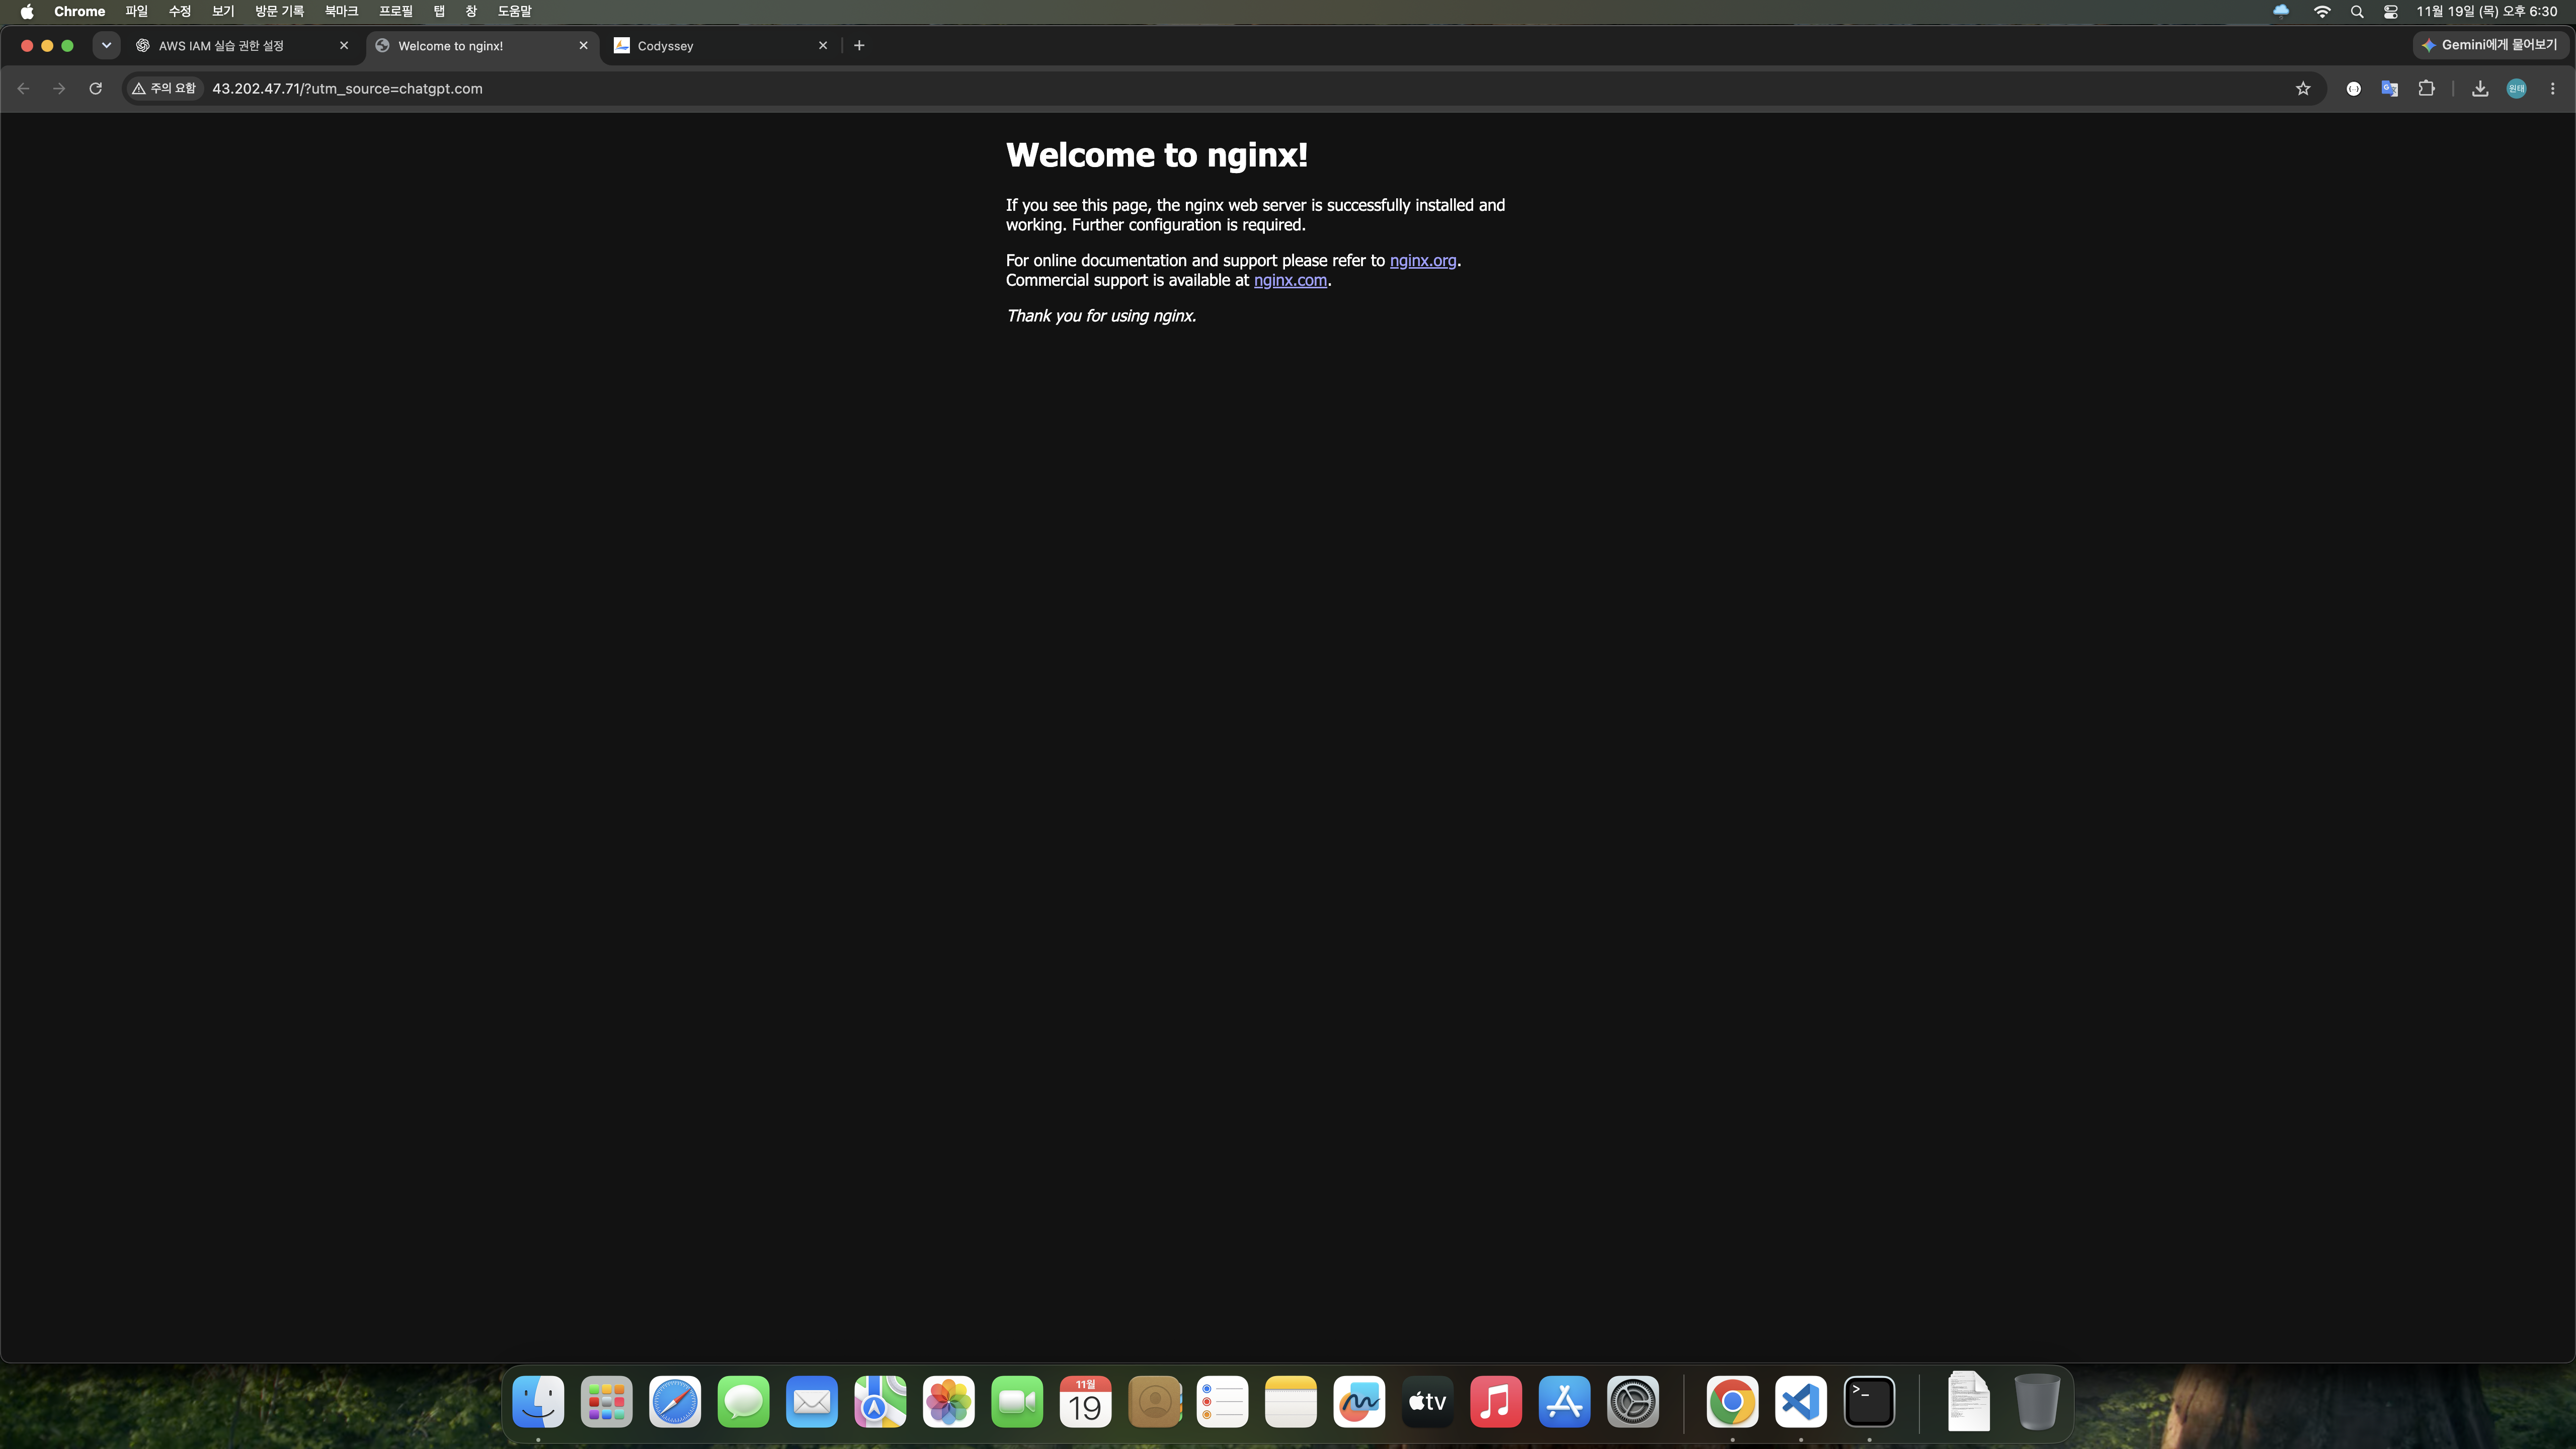 Chrome 파일 수정 보기 방문 기록 북마크 프로필 탭 창 도움말 11월 19일 (목) 오후 6:30
AWS IAM 실습 권한 설정 Welcome to nginx! Codyssey Gemini에게 물어보기
주의 요함 43.202.47.71/?utm_source=chatgpt.com 원태
Welcome to nginx!
If you see this page, the nginx web server is successfully installed and
working. Further configuration is required.
For online documentation and support please refer to nginx.org.
Commercial support is available at nginx.com.
Thank you for using nginx.
11월
19
tv
>_